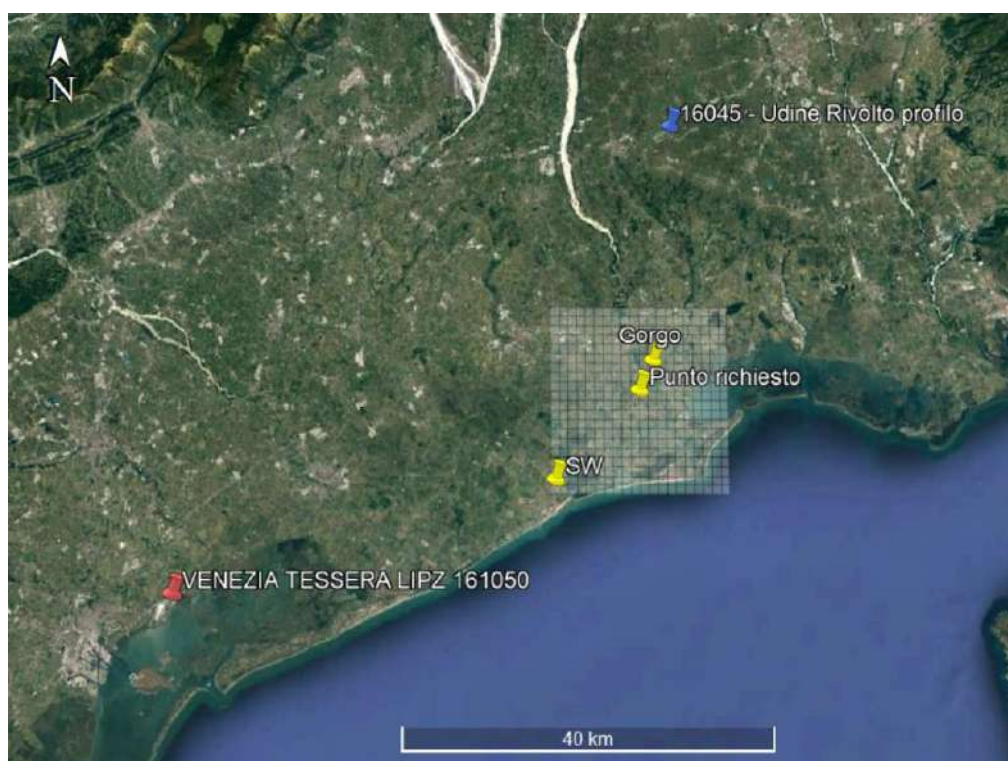 N
16045 - Udine Rivolto profilo
Gorgo
Punto richiesto
SW
VENEZIA TESSERA LIPZ 161050
40 km